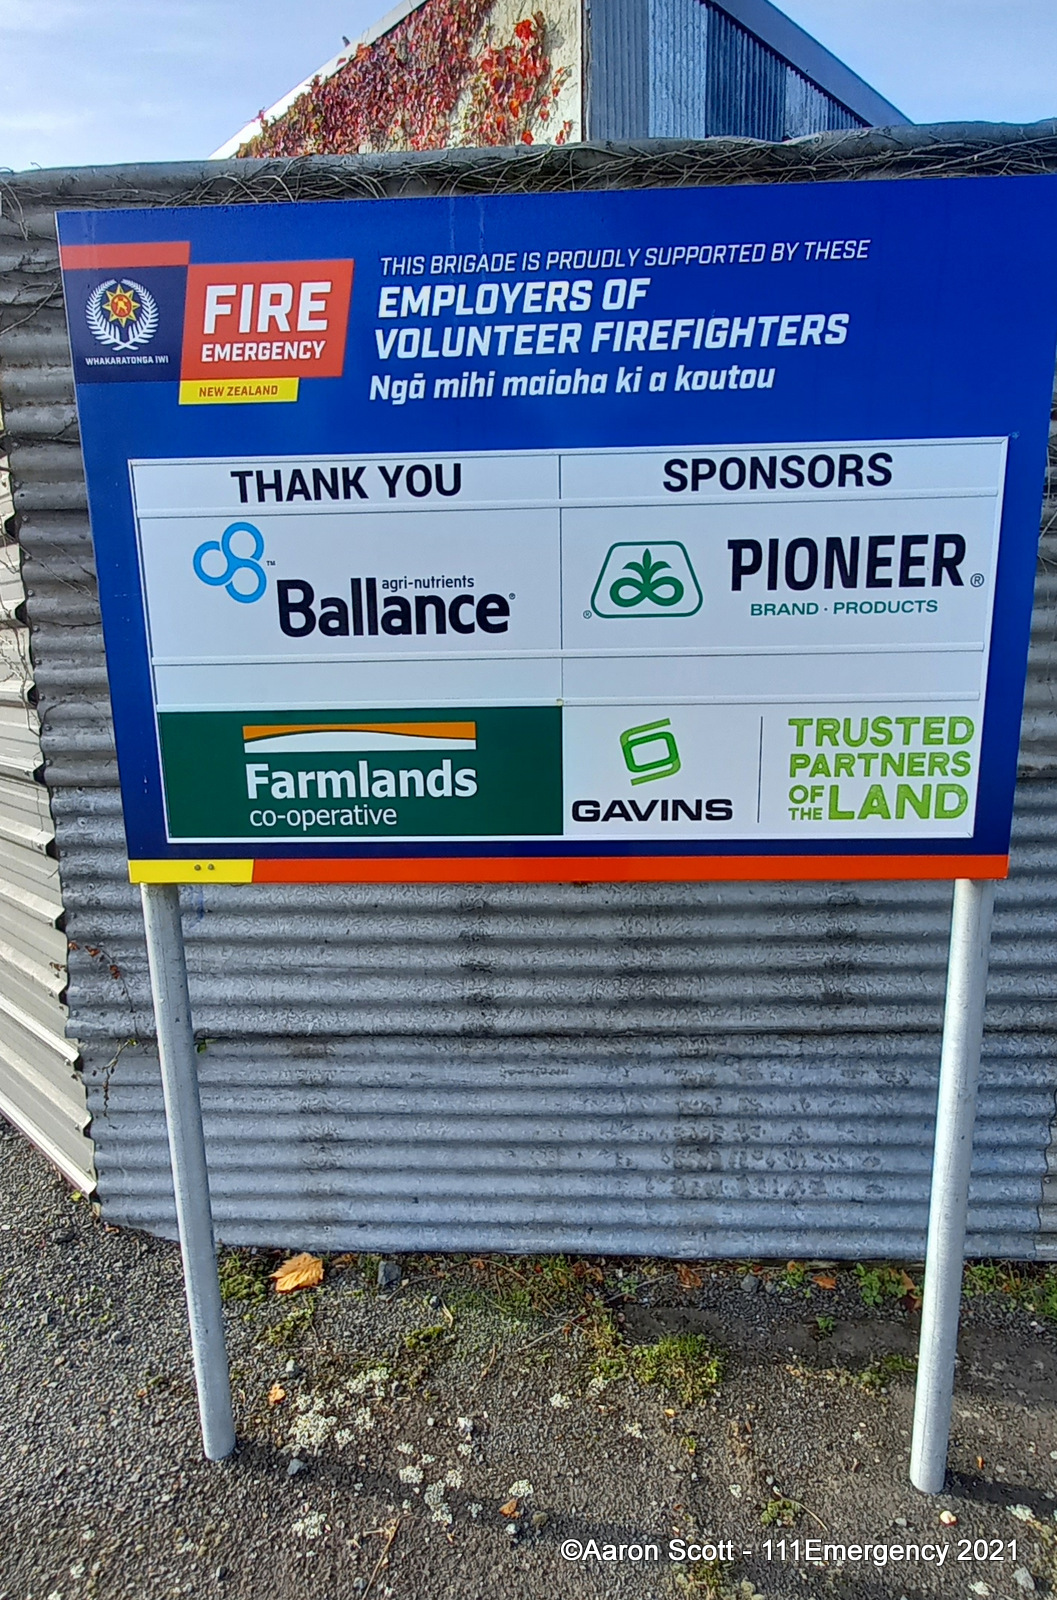 THIS BRIGADE IS PROUDLY SUPPORTED BY THESE
EMPLOYERS OF
VOLUNTEER FIREFIGHTERS
Ngā mihi maioha ki a koutou
WHAKARATONGA IWI
FIRE
EMERGENCY
NEW ZEALAND
THANK YOU
SPONSORS
™
agri-nutrients
Ballance®
®
PIONEER®
BRAND · PRODUCTS
Farmlands
co-operative
GAVINS
TRUSTED
PARTNERS
OF THE LAND
©Aaron Scott - 111Emergency 2021